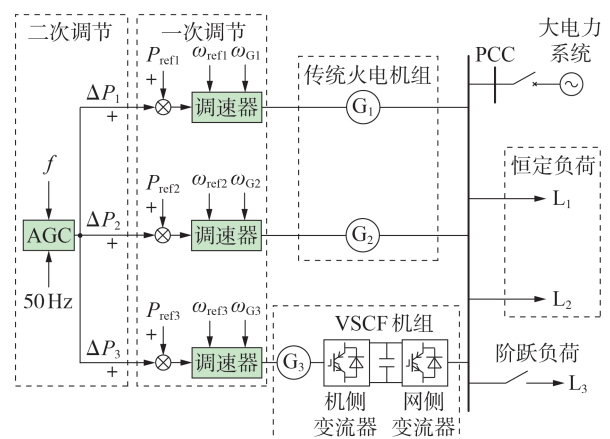 二次调节
一次调节
大电力
系统
PCC
传统火电机组
P_ref1
ω_ref1
ω_G1
ΔP_1
+
+
调速器
G_1
恒定负荷
L_1
f
P_ref2
ω_ref2
ω_G2
AGC
ΔP_2
+
+
调速器
G_2
50 Hz
L_2
P_ref3
ω_ref3
ω_G3
VSCF 机组
ΔP_3
+
+
调速器
G_3
阶跃负荷
L_3
机侧
变流器
网侧
变流器